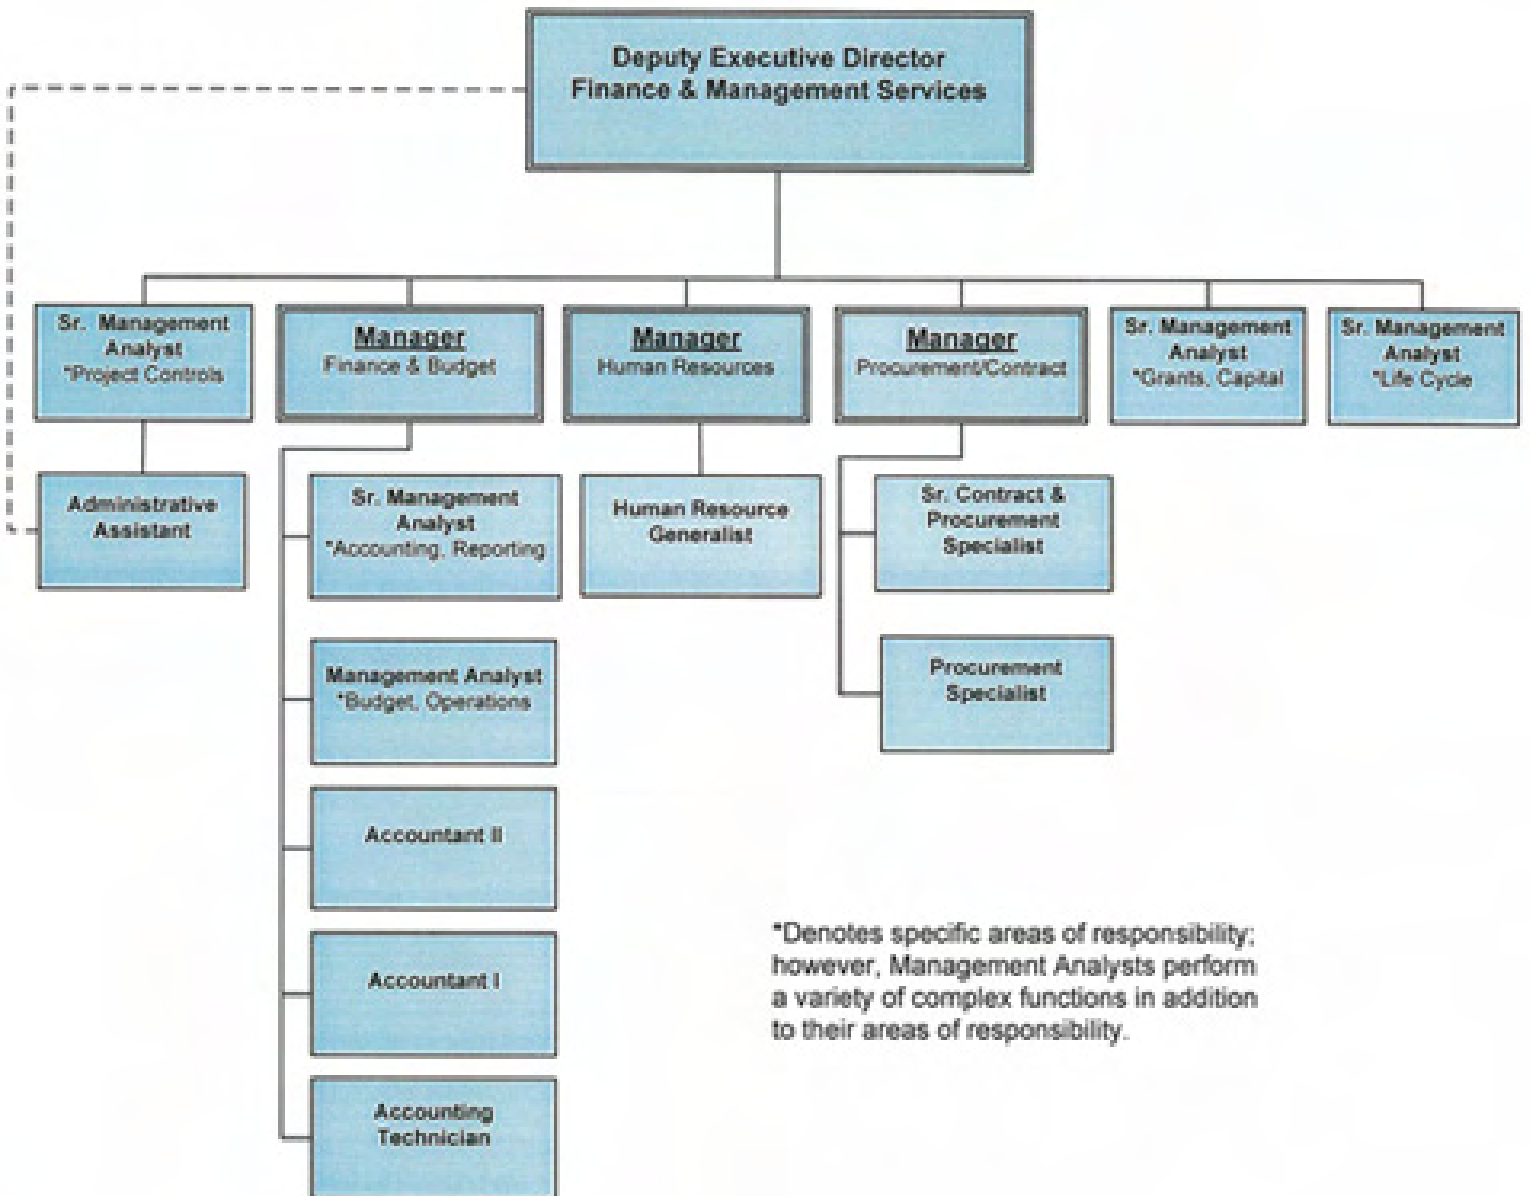 Deputy Executive Director
Finance & Management Services
Sr. Management
Analyst
*Project Controls
Manager
Finance & Budget
Manager
Human Resources
Manager
Procurement/Contract
Sr. Management
Analyst
*Grants, Capital
Sr. Management
Analyst
*Life Cycle
Administrative
Assistant
Sr. Management
Analyst
*Accounting, Reporting
Human Resource
Generalist
Sr. Contract &
Procurement
Specialist
Management Analyst
*Budget, Operations
Procurement
Specialist
Accountant II
Accountant I
Accounting
Technician
*Denotes specific areas of responsibility;
however, Management Analysts perform
a variety of complex functions in addition
to their areas of responsibility.